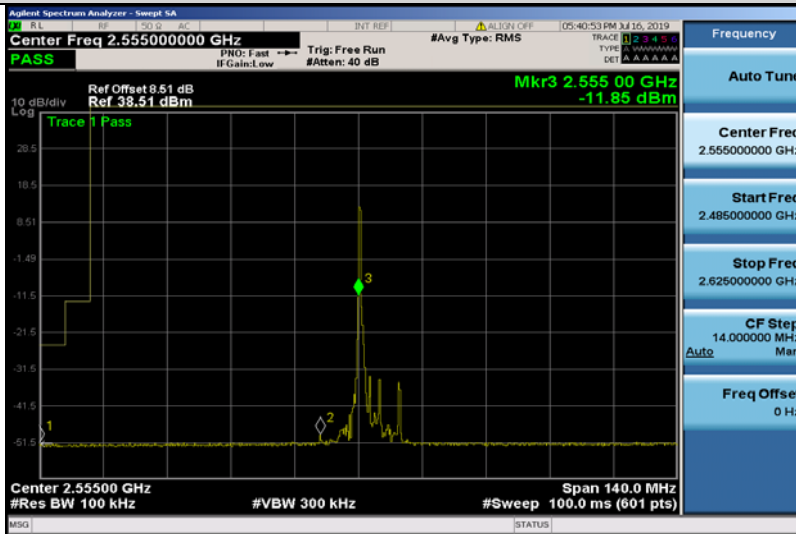 Agilent Spectrum Analyzer - Swept SA
RL RF 50 Ω AC INT REF ALIGN OFF 05:40:53 PM Jul 16, 2019
Center Freq 2.555000000 GHz
PNO: Fast
IFGain:Low
Trig: Free Run
#Atten: 40 dB
#Avg Type: RMS
TRACE 1 2 3 4 5 6
TYPE A WWWWW
DET A A A A A A
PASS
Ref Offset 8.51 dB
Ref 38.51 dBm
10 dB/div
Log
Mkr3 2.555 00 GHz
-11.85 dBm
Trace 1 Pass
28.5
18.5
8.51
-1.49
-11.5
-21.5
-31.5
-41.5
-51.5
1
2
3
Center 2.55500 GHz
#Res BW 100 kHz
#VBW 300 kHz
Span 140.0 MHz
#Sweep 100.0 ms (601 pts)
MSG
STATUS
Frequency
Auto Tune
Center Freq
2.555000000 GHz
Start Freq
2.485000000 GHz
Stop Freq
2.625000000 GHz
CF Step
14.000000 MHz
Auto Man
Freq Offset
0 Hz